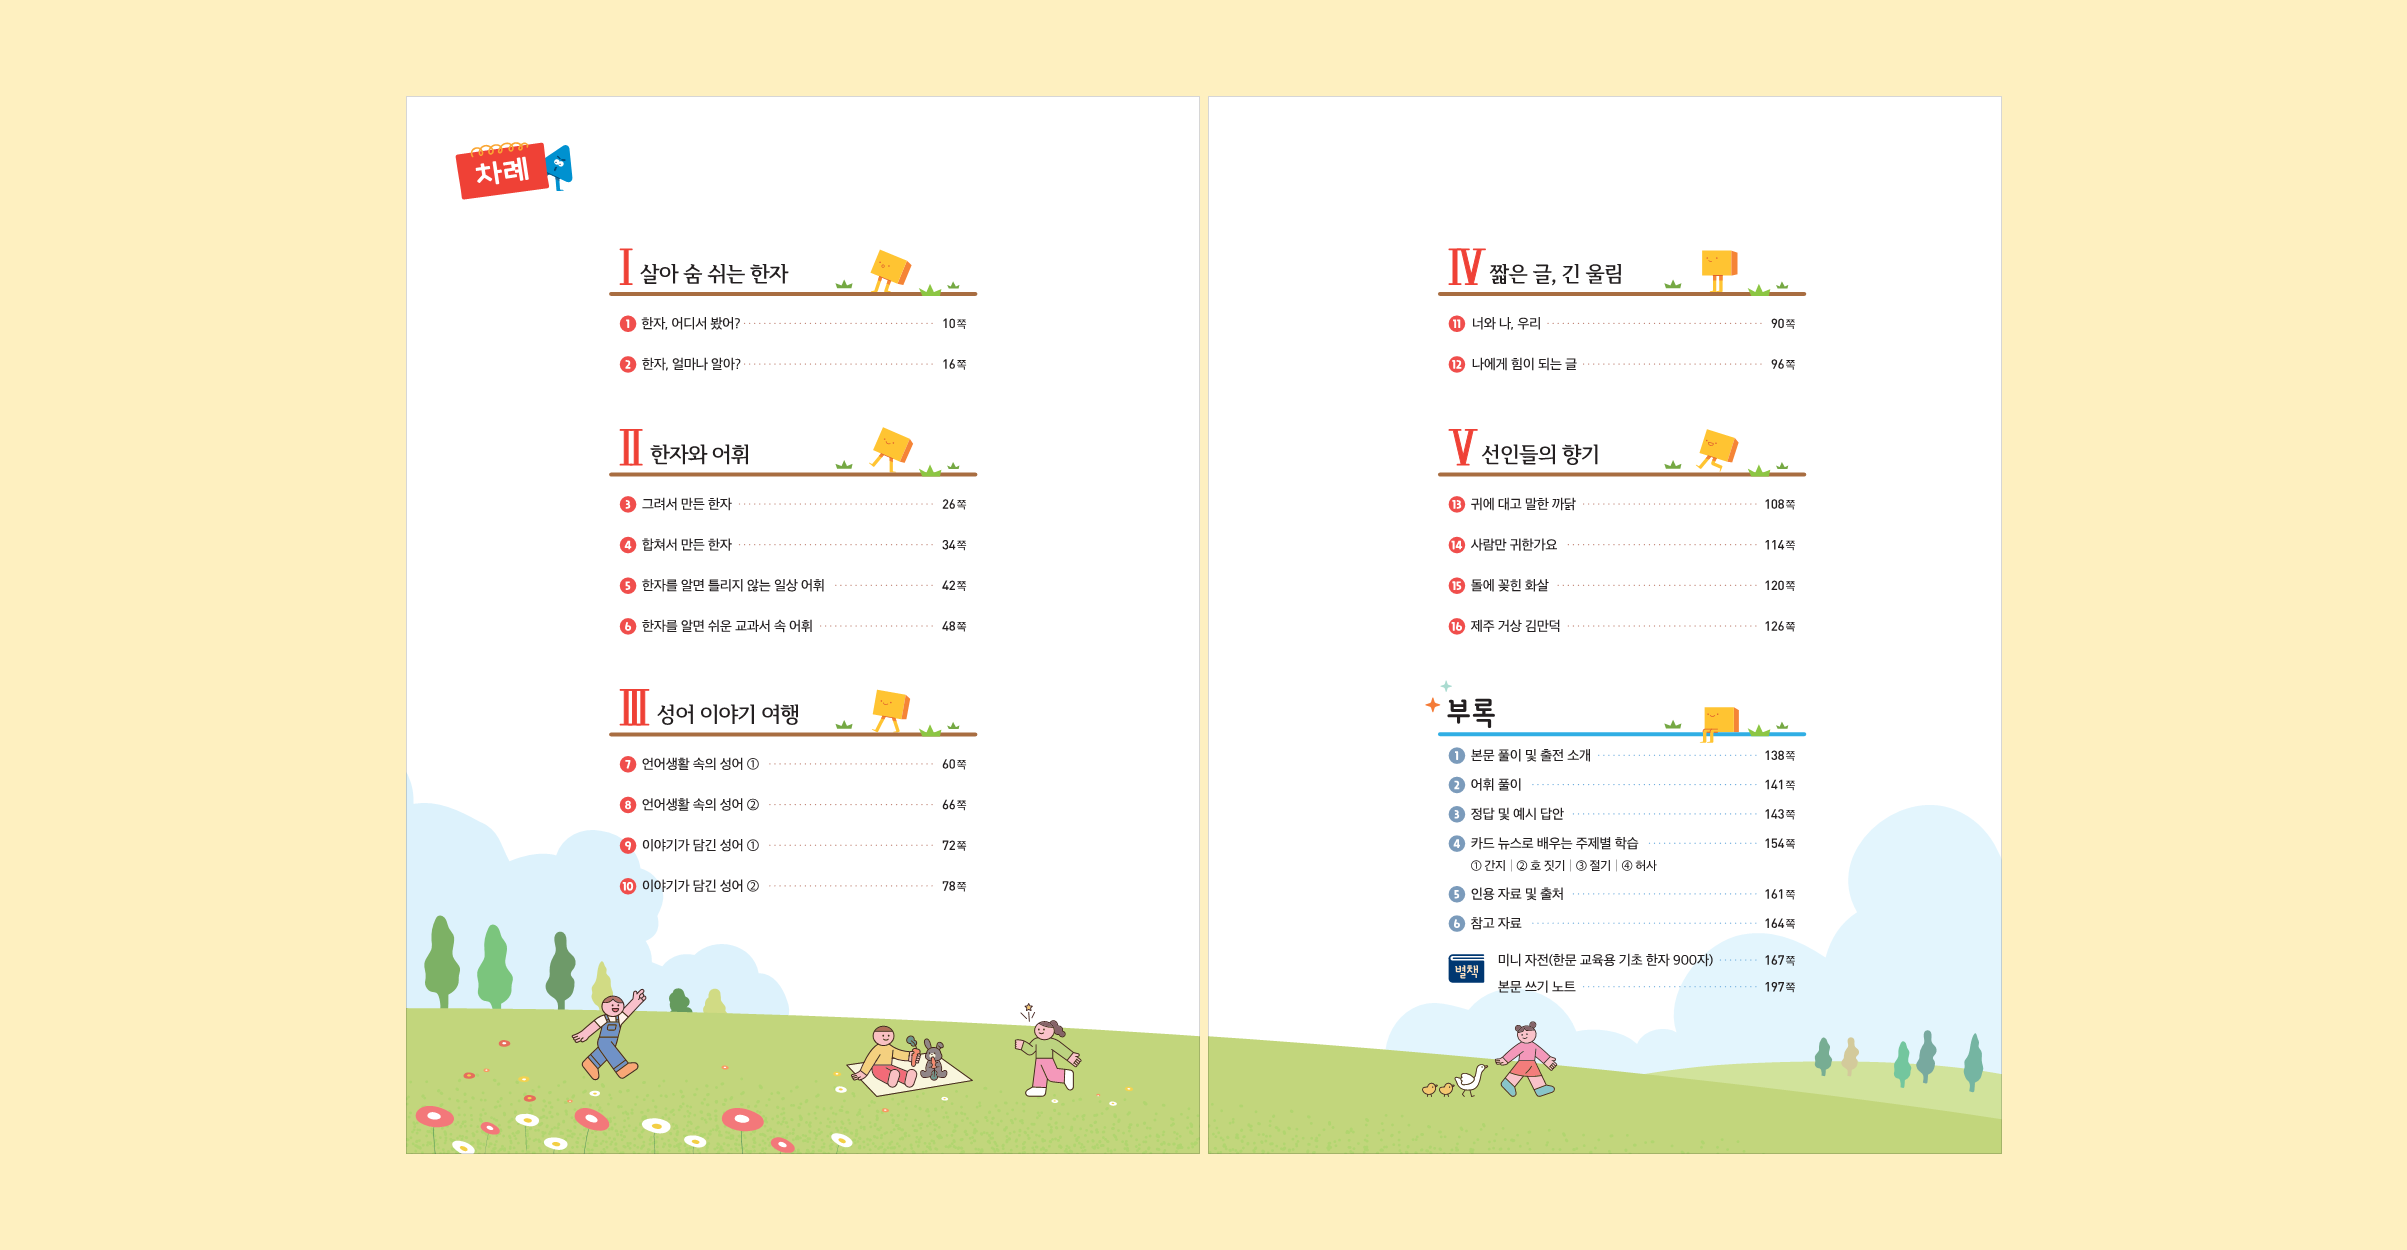 차례
Ⅰ 살아 숨 쉬는 한자
1 한자, 어디서 봤어? 10쪽
2 한자, 얼마나 알아? 16쪽
Ⅱ 한자와 어휘
3 그려서 만든 한자 26쪽
4 합쳐서 만든 한자 34쪽
5 한자를 알면 틀리지 않는 일상 어휘 42쪽
6 한자를 알면 쉬운 교과서 속 어휘 48쪽
Ⅲ 성어 이야기 여행
7 언어생활 속의 성어 ① 60쪽
8 언어생활 속의 성어 ② 66쪽
9 이야기가 담긴 성어 ① 72쪽
10 이야기가 담긴 성어 ② 78쪽
Ⅳ 짧은 글, 긴 울림
11 너와 나, 우리 90쪽
12 나에게 힘이 되는 글 96쪽
Ⅴ 선인들의 향기
13 귀에 대고 말한 까닭 108쪽
14 사람만 귀한가요 114쪽
15 돌에 꽂힌 화살 120쪽
16 제주 거상 김만덕 126쪽
부록
1 본문 풀이 및 출전 소개 138쪽
2 어휘 풀이 141쪽
3 정답 및 예시 답안 143쪽
4 카드 뉴스로 배우는 주제별 학습 154쪽
① 간지 | ② 호 짓기 | ③ 절기 | ④ 허사
5 인용 자료 및 출처 161쪽
6 참고 자료 164쪽
별책
미니 자전(한문 교육용 기초 한자 900자) 167쪽
본문 쓰기 노트 197쪽